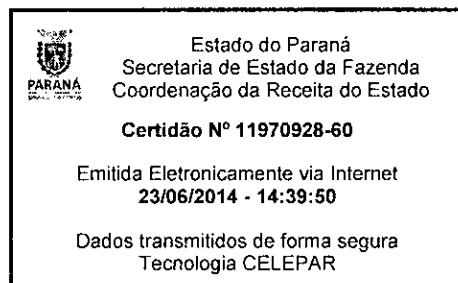 Estado do Paraná
Secretaria de Estado da Fazenda
PARANÁ
Coordenação da Receita do Estado
Certidão Nº 11970928-60
Emitida Eletronicamente via Internet
23/06/2014 - 14:39:50
Dados transmitidos de forma segura
Tecnologia CELEPAR